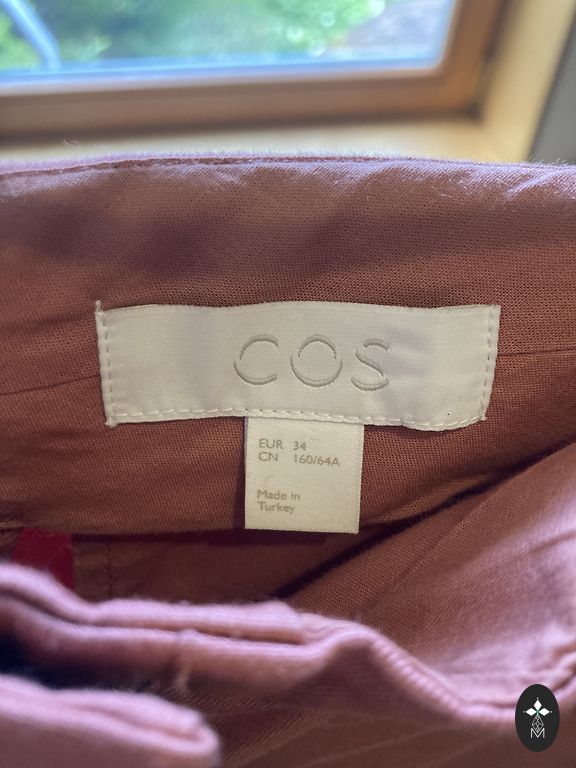 COS
EUR 34
CN 160/64A
Made in
Turkey
M